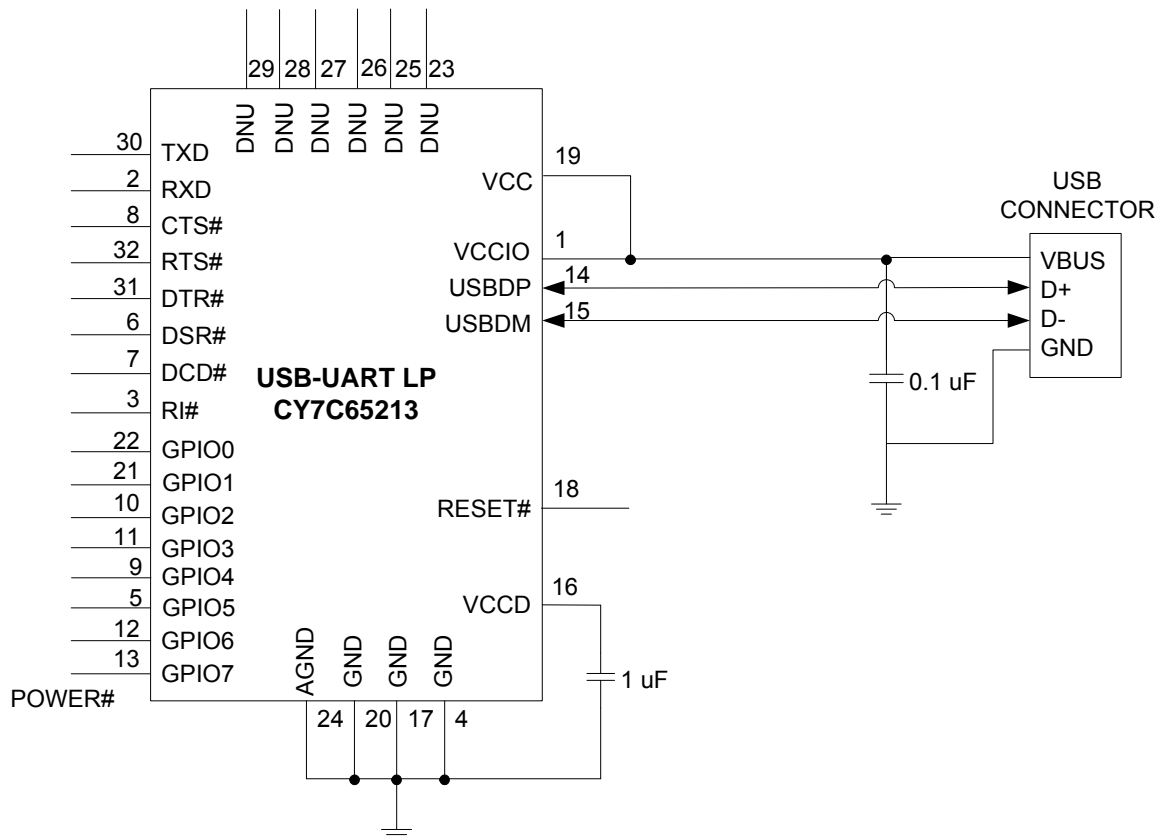 29 28 27 26 25 23
DNU DNU DNU DNU DNU DNU
30 TXD
2 RXD
8 CTS#
32 RTS#
31 DTR#
6 DSR#
7 DCD#
3 RI#
22 GPIO0
21 GPIO1
10 GPIO2
11 GPIO3
9 GPIO4
5 GPIO5
12 GPIO6
13 GPIO7
POWER#
USB-UART LP
CY7C65213
VCC 19
VCCIO 1
USBDP 14
USBDM 15
RESET# 18
VCCD 16
AGND GND GND GND
24 20 17 4
1 uF
0.1 uF
USB
CONNECTOR
VBUS
D+
D-
GND